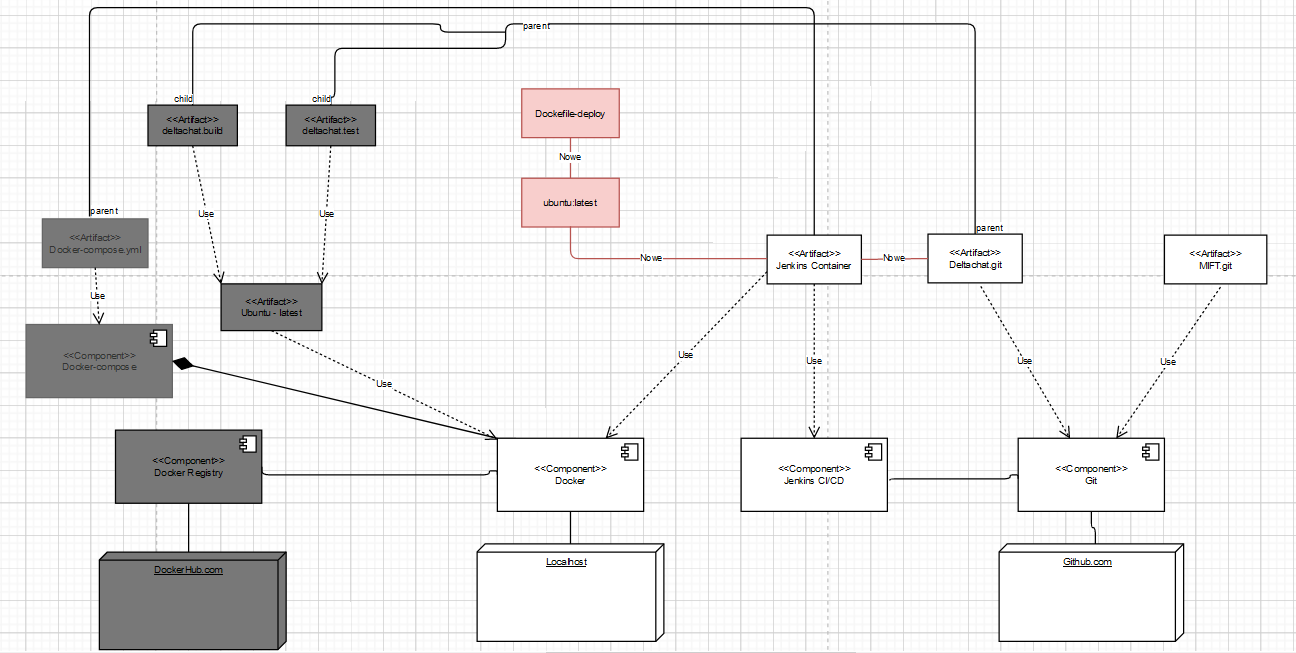 parent
child
child
<<Artifact>>
deltachat.build
<<Artifact>>
deltachat.test
Dockefile-deploy
Nowe
ubuntu:latest
Use
Use
parent
<<Artifact>>
Docker-compose.yml
parent
<<Artifact>>
Jenkins Container
<<Artifact>>
Deltachat.git
<<Artifact>>
MIFT.git
Nowe
Nowe
Use
<<Artifact>>
Ubuntu - latest
<<Component>>
Docker-compose
Use
Use
Use
Use
Use
<<Component>>
Docker Registry
<<Component>>
Docker
<<Component>>
Jenkins CI/CD
<<Component>>
Git
DockerHub.com
Localhost
Github.com